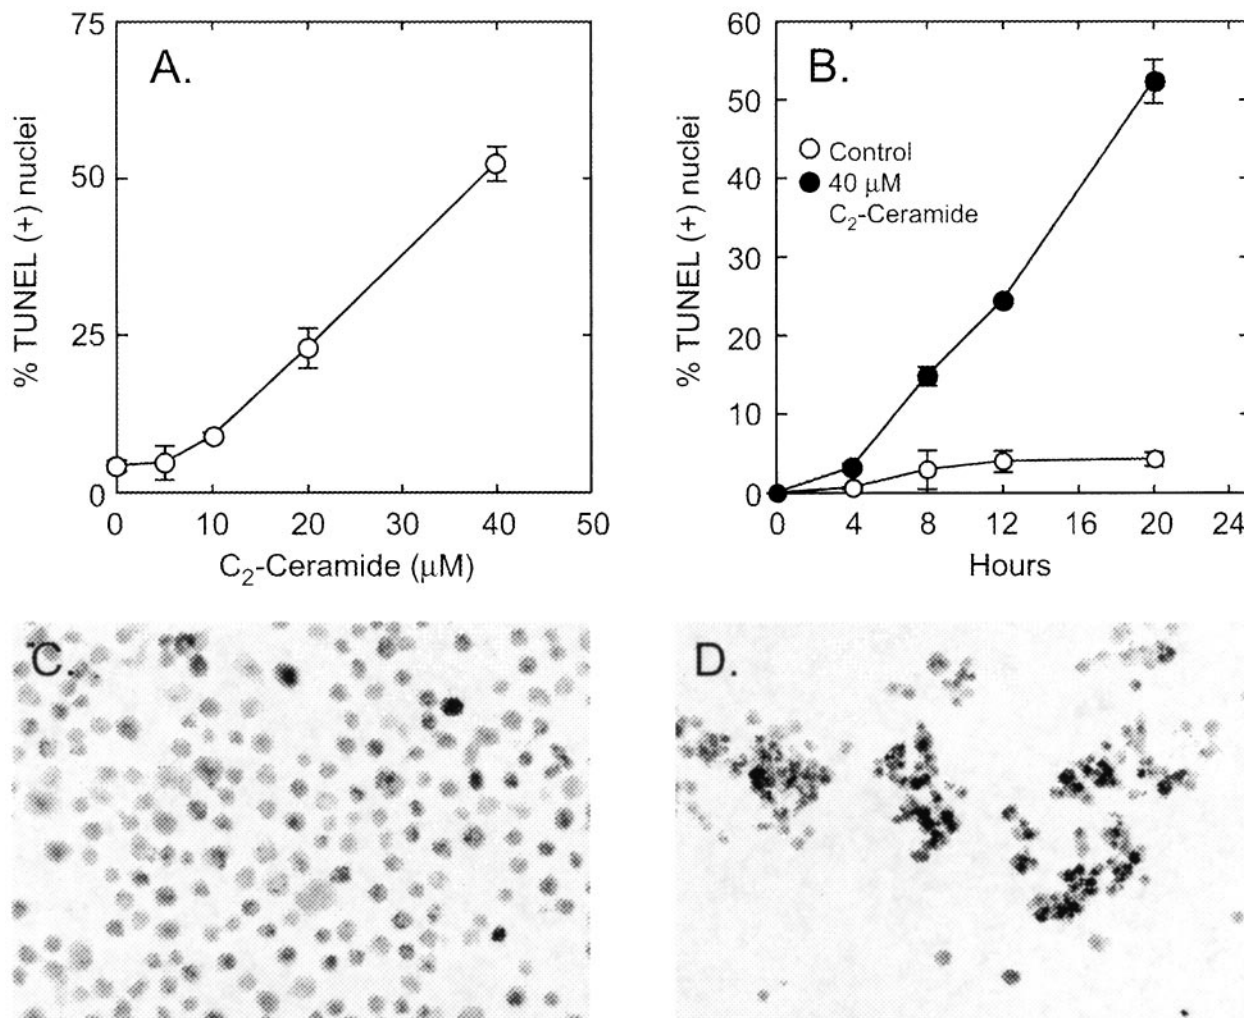 A.
% TUNEL (+) nuclei
75
50
25
0
0 10 20 30 40 50
C₂-Ceramide (μM)
B.
% TUNEL (+) nuclei
60
50
40
30
20
10
0
Control
40 μM
C₂-Ceramide
0 4 8 12 16 20 24
Hours
C.
D.